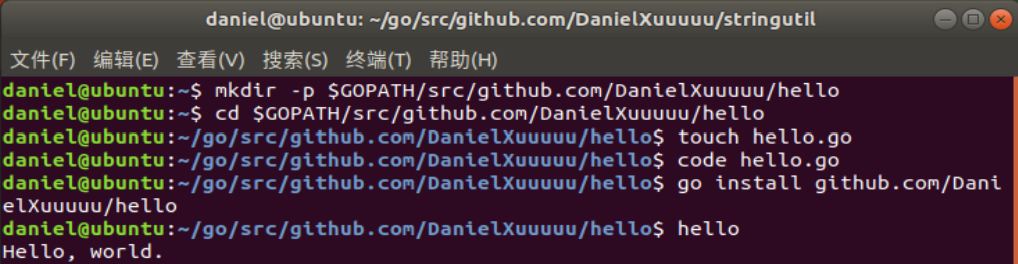 daniel@ubuntu: ~/go/src/github.com/DanielXuuuuu/stringutil
文件(F) 编辑(E) 查看(V) 搜索(S) 终端(T) 帮助(H)
daniel@ubuntu:~$ mkdir -p $GOPATH/src/github.com/DanielXuuuuu/hello
daniel@ubuntu:~$ cd $GOPATH/src/github.com/DanielXuuuuu/hello
daniel@ubuntu:~/go/src/github.com/DanielXuuuuu/hello$ touch hello.go
daniel@ubuntu:~/go/src/github.com/DanielXuuuuu/hello$ code hello.go
daniel@ubuntu:~/go/src/github.com/DanielXuuuuu/hello$ go install github.com/Dani
elXuuuuu/hello
daniel@ubuntu:~/go/src/github.com/DanielXuuuuu/hello$ hello
Hello, world.